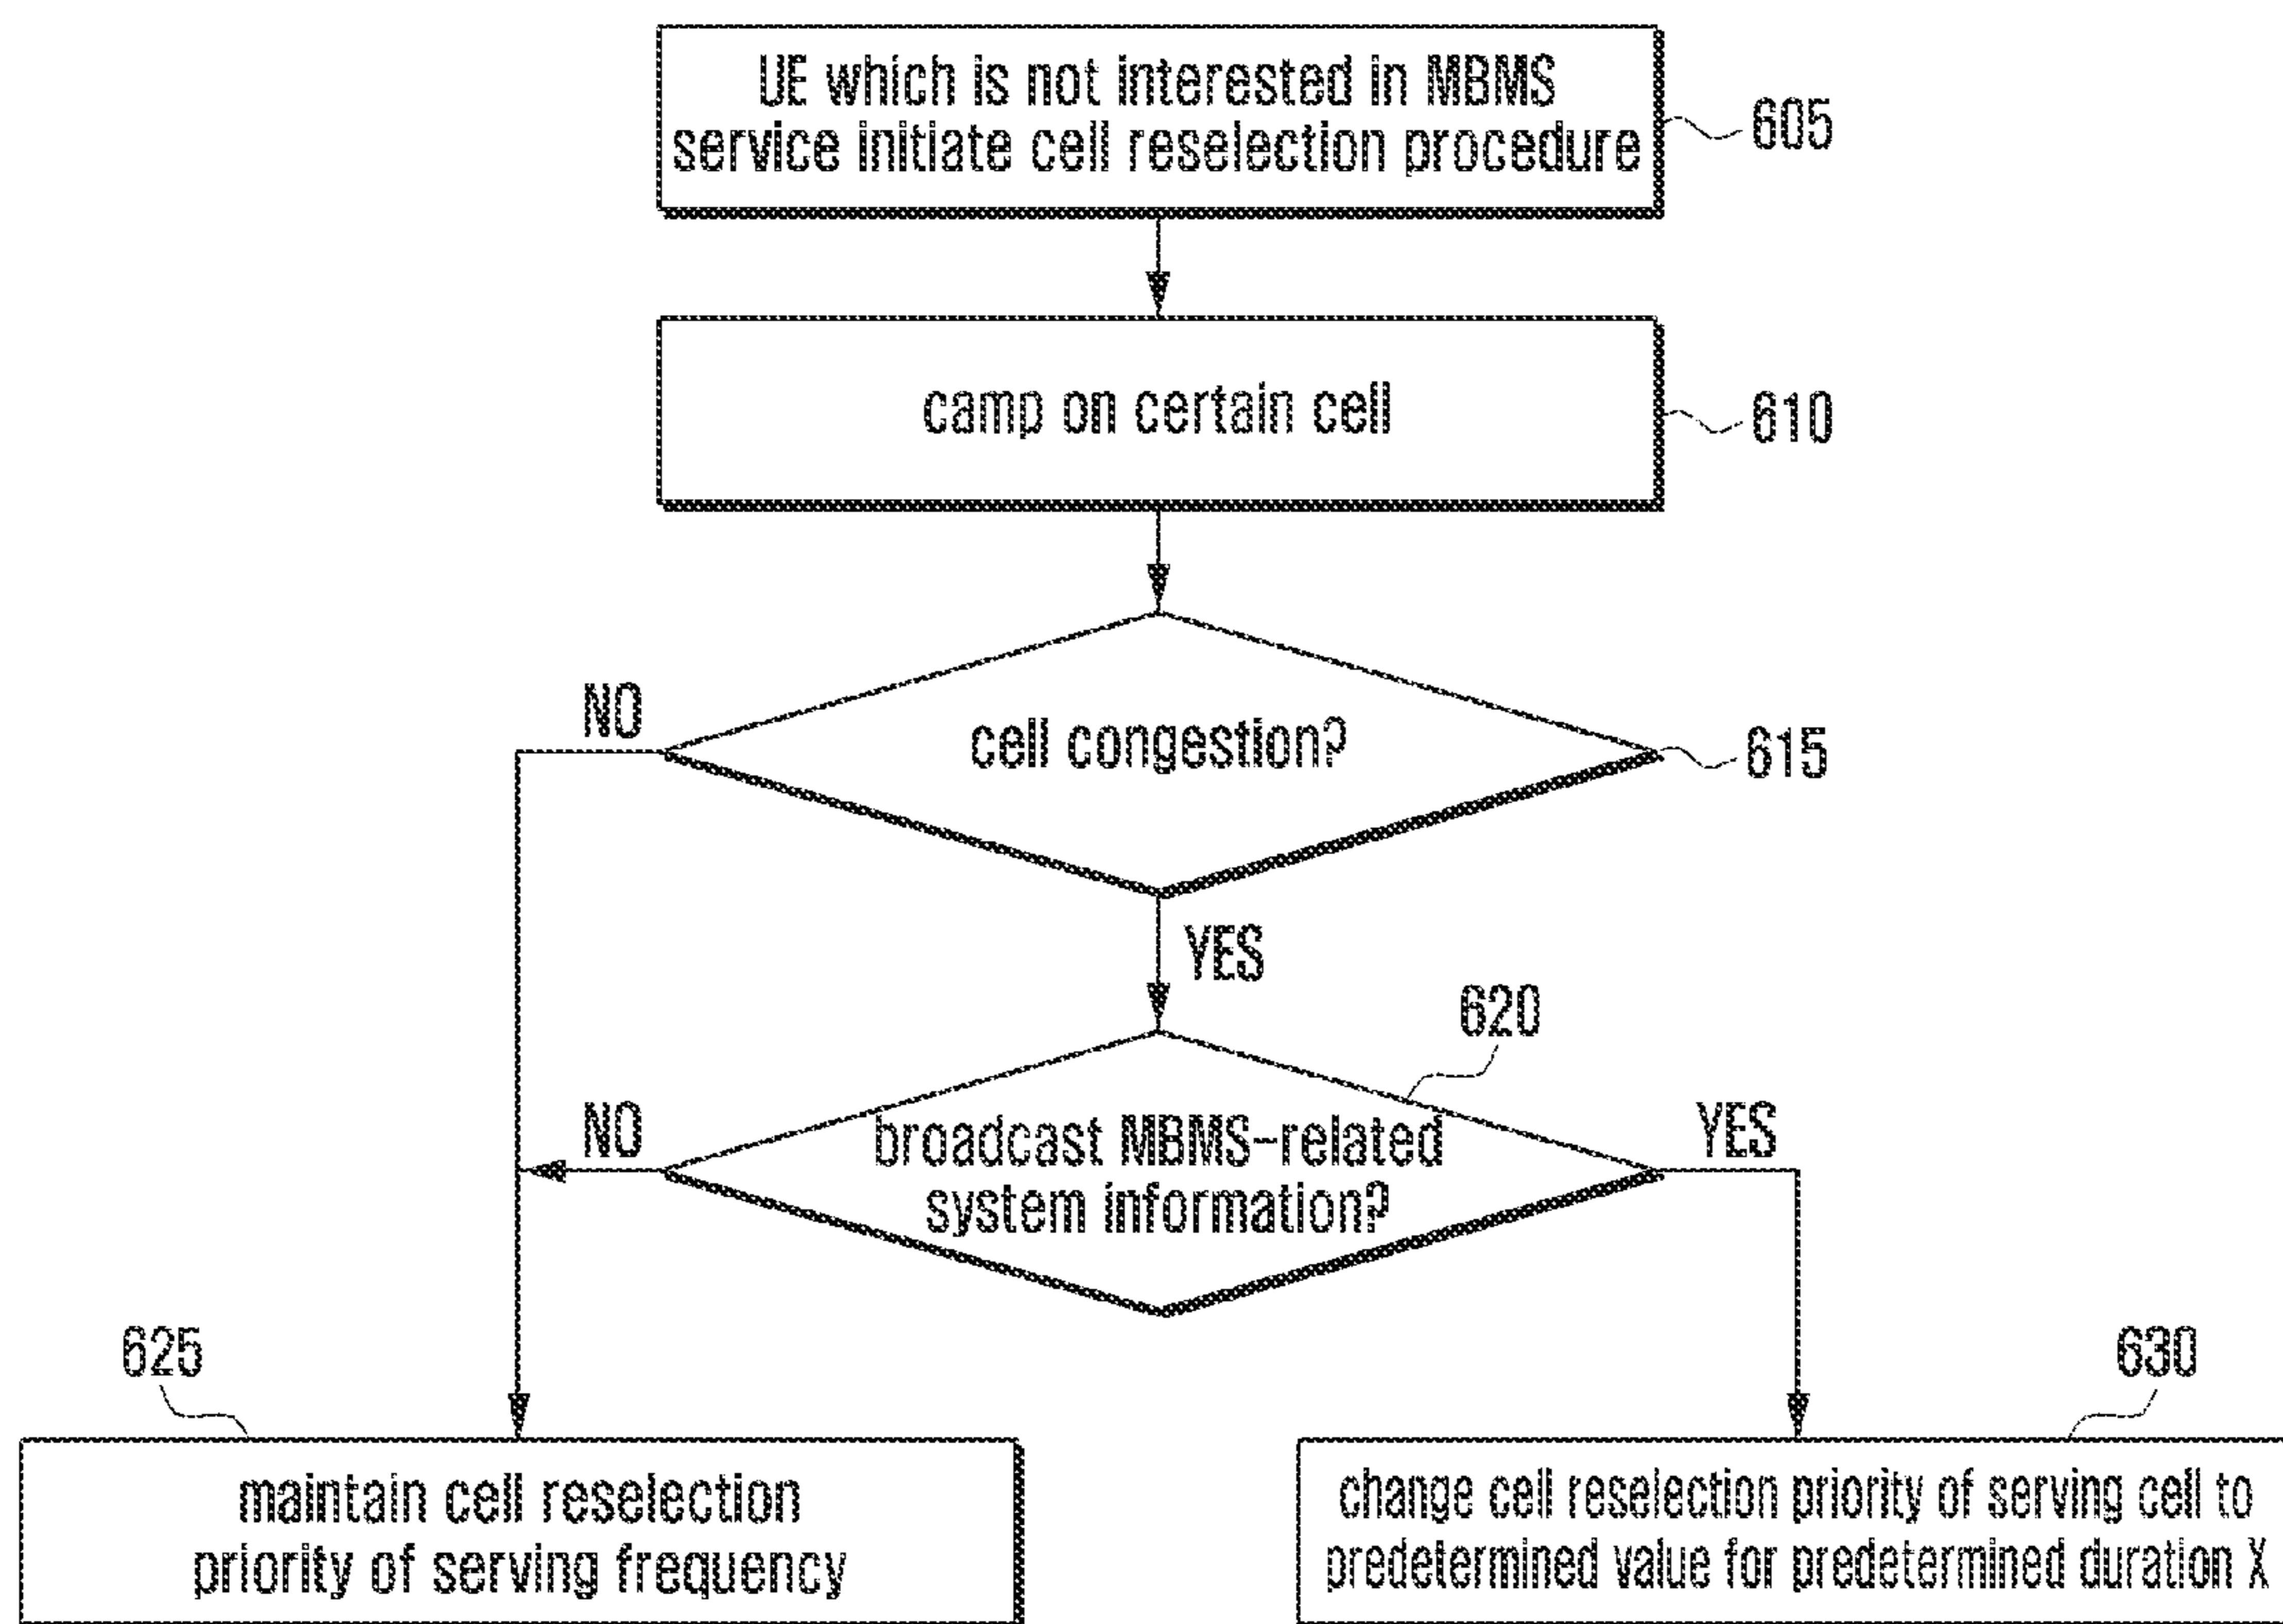 UE which is not interested in MBMS
service initiate cell reselection procedure
605
camp on certain cell
610
NO
cell congestion?
615
YES
620
NO
broadcast MBMS-related
system information?
YES
625
630
maintain cell reselection
priority of serving frequency
change cell reselection priority of serving cell to
predetermined value for predetermined duration X